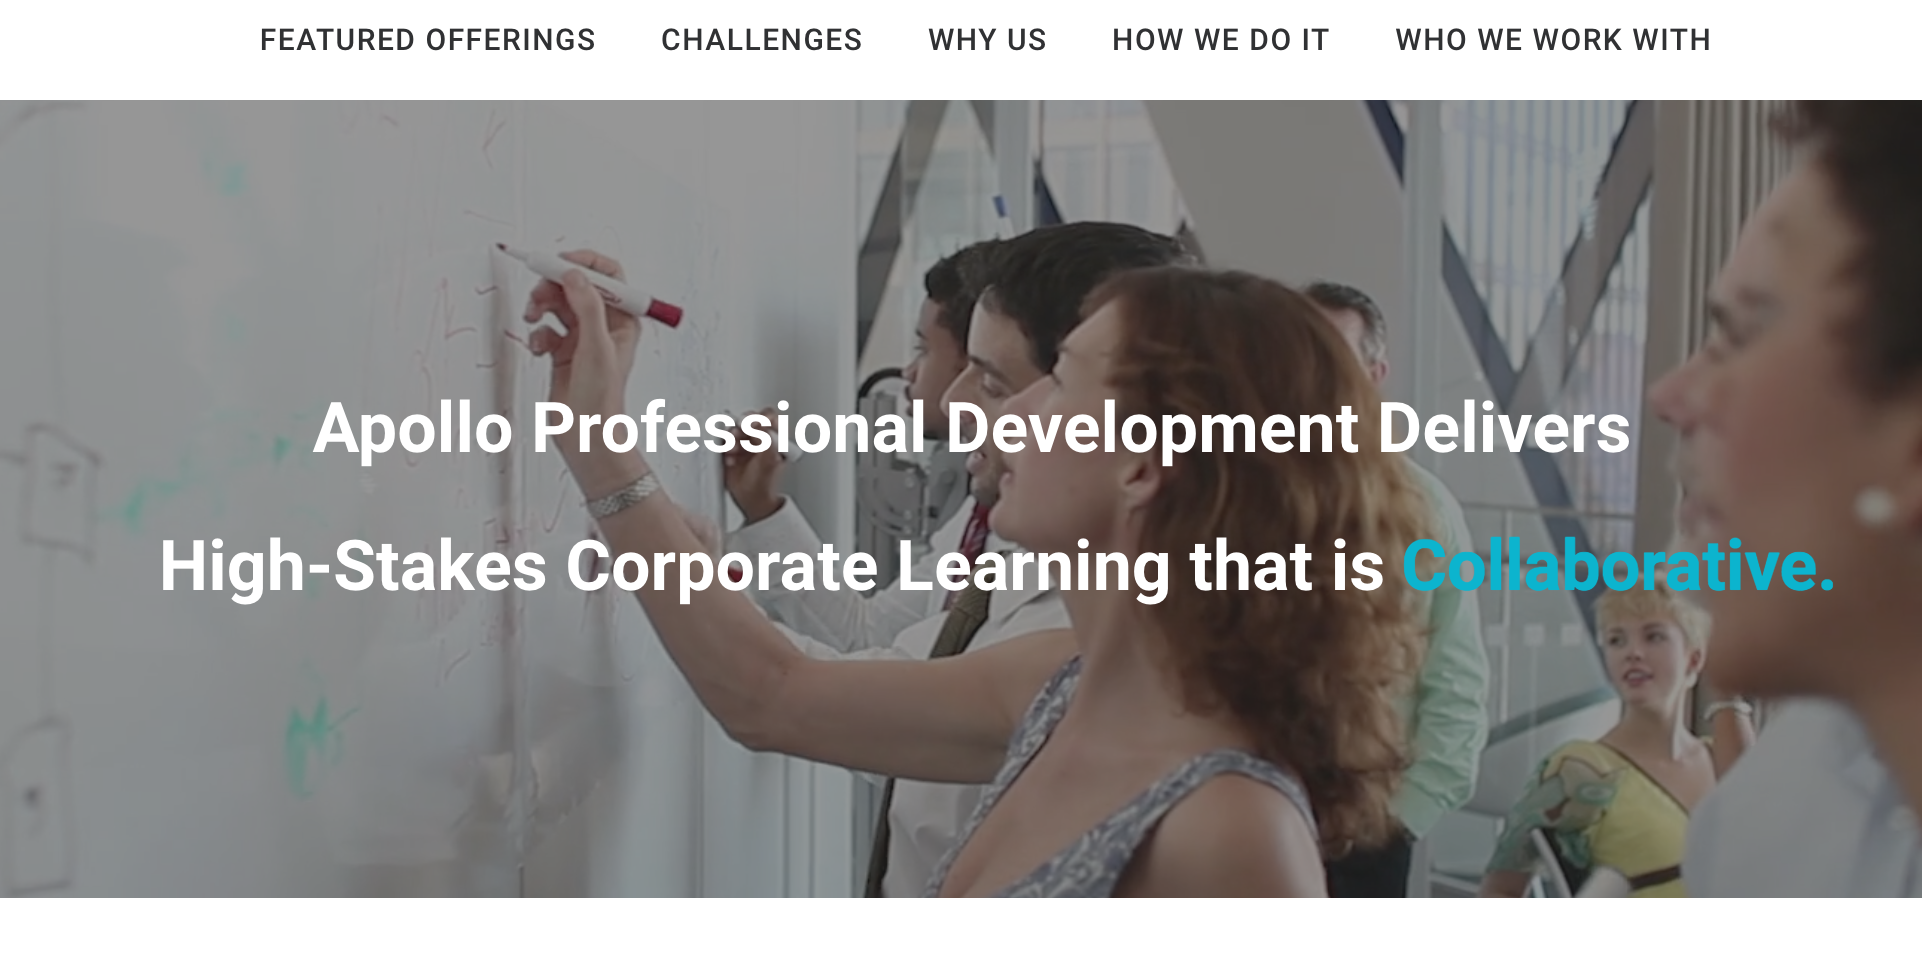 FEATURED OFFERINGS CHALLENGES WHY US HOW WE DO IT WHO WE WORK WITH
Apollo Professional Development Delivers
High-Stakes Corporate Learning that is Collaborative.